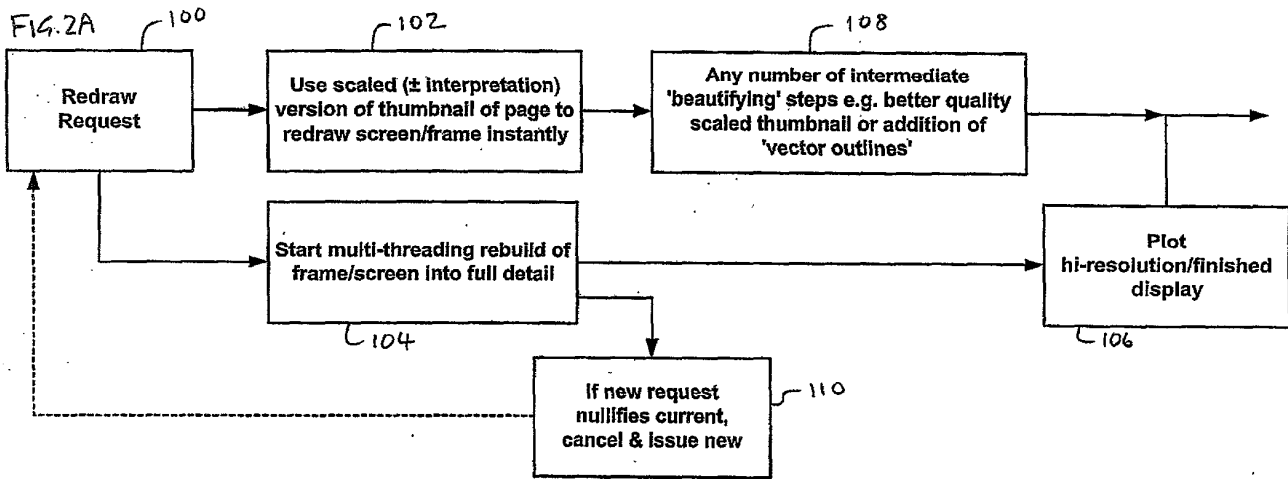 FIG.2A
100
Redraw
Request
102
Use scaled (± interpretation)
version of thumbnail of page to
redraw screen/frame instantly
108
Any number of intermediate
'beautifying' steps e.g. better quality
scaled thumbnail or addition of
'vector outlines'
Start multi-threading rebuild of
frame/screen into full detail
104
Plot
hi-resolution/finished
display
106
If new request
nullifies current,
cancel & issue new
110